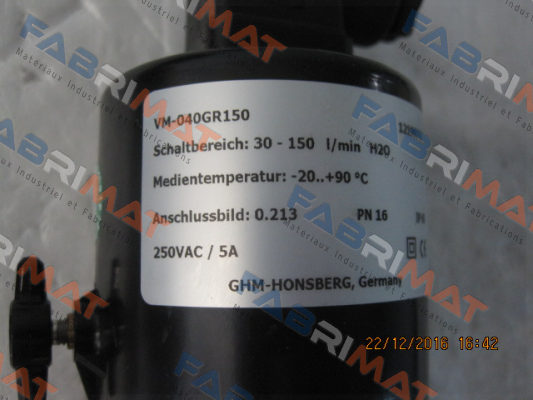 VM-040GR150
Schaltbereich: 30 - 150 l/min H2O
Medientemperatur: -20..+90 °C
Anschlussbild: 0.213 PN 16
250VAC / 5A
GHM-HONSBERG, Germany
22/12/2016 16:42
FABRIMAT
Materiaux Industriel et Fabrications